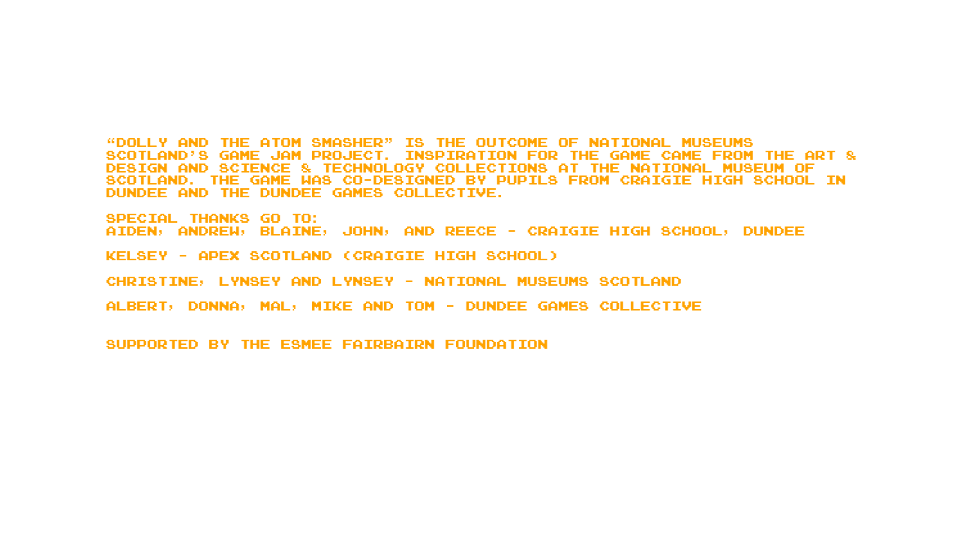 “DOLLY AND THE ATOM SMASHER” IS THE OUTCOME OF NATIONAL MUSEUMS
SCOTLAND'S GAME JAM PROJECT. INSPIRATION FOR THE GAME CAME FROM THE ART &
DESIGN AND SCIENCE & TECHNOLOGY COLLECTIONS AT THE NATIONAL MUSEUM OF
SCOTLAND. THE GAME WAS CO-DESIGNED BY PUPILS FROM CRAIGIE HIGH SCHOOL IN
DUNDEE AND THE DUNDEE GAMES COLLECTIVE.
SPECIAL THANKS GO TO:
AIDEN, ANDREW, BLAINE, JOHN, AND REECE - CRAIGIE HIGH SCHOOL, DUNDEE
KELSEY - APEX SCOTLAND (CRAIGIE HIGH SCHOOL)
CHRISTINE, LYNSEY AND LYNSEY - NATIONAL MUSEUMS SCOTLAND
ALBERT, DONNA, MAL, MIKE AND TOM - DUNDEE GAMES COLLECTIVE
SUPPORTED BY THE ESMEE FAIRBAIRN FOUNDATION